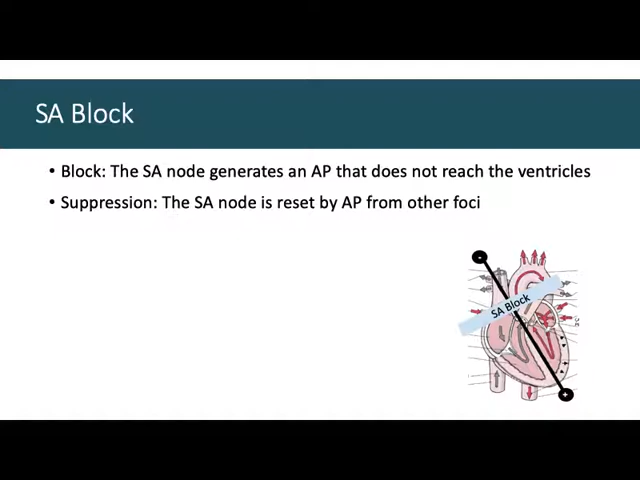 SA Block
• Block: The SA node generates an AP that does not reach the ventricles
• Suppression: The SA node is reset by AP from other foci
SA Block